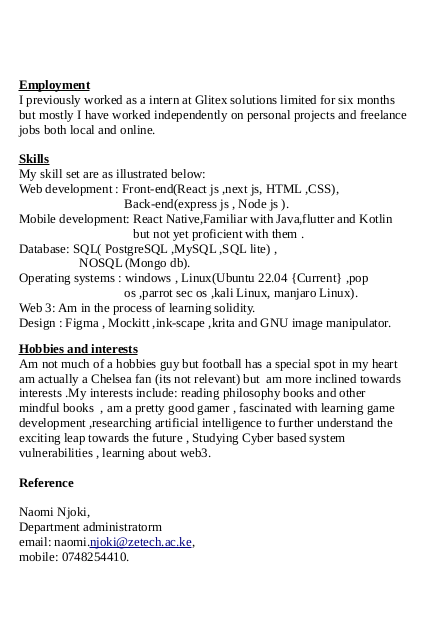 Employment
I previously worked as a intern at Glitex solutions limited for six months
but mostly I have worked independently on personal projects and freelance
jobs both local and online.
Skills
My skill set are as illustrated below:
Web development : Front-end(React js ,next js, HTML ,CSS),
Back-end(express js , Node js ).
Mobile development: React Native,Familiar with Java,flutter and Kotlin
but not yet proficient with them .
Database: SQL( PostgreSQL ,MySQL ,SQL lite) ,
NOSQL (Mongo db).
Operating systems : windows , Linux(Ubuntu 22.04 {Current} ,pop
os ,parrot sec os ,kali Linux, manjaro Linux).
Web 3: Am in the process of learning solidity.
Design : Figma , Mockitt ,ink-scape ,krita and GNU image manipulator.
Hobbies and interests
Am not much of a hobbies guy but football has a special spot in my heart
am actually a Chelsea fan (its not relevant) but  am more inclined towards
interests .My interests include: reading philosophy books and other
mindful books  , am a pretty good gamer , fascinated with learning game
development ,researching artificial intelligence to further understand the
exciting leap towards the future , Studying Cyber based system
vulnerabilities , learning about web3.
Reference
Naomi Njoki,
Department administratorm
email: naomi.njoki@zetech.ac.ke,
mobile: 0748254410.